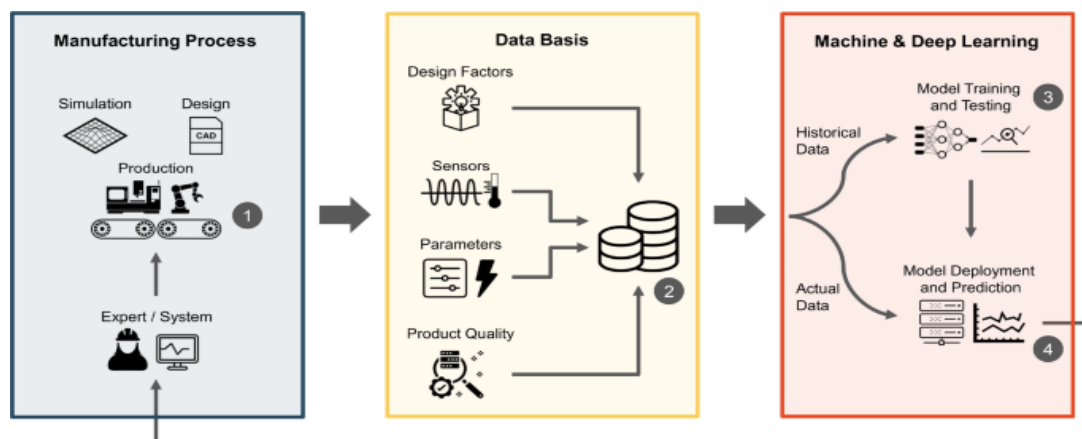 Manufacturing Process
Simulation
Design
CAD
Production
1
Expert / System
Data Basis
Design Factors
Sensors
Parameters
2
Product Quality
Machine & Deep Learning
Model Training
and Testing
3
Historical
Data
Model Deployment
and Prediction
Actual
Data
4